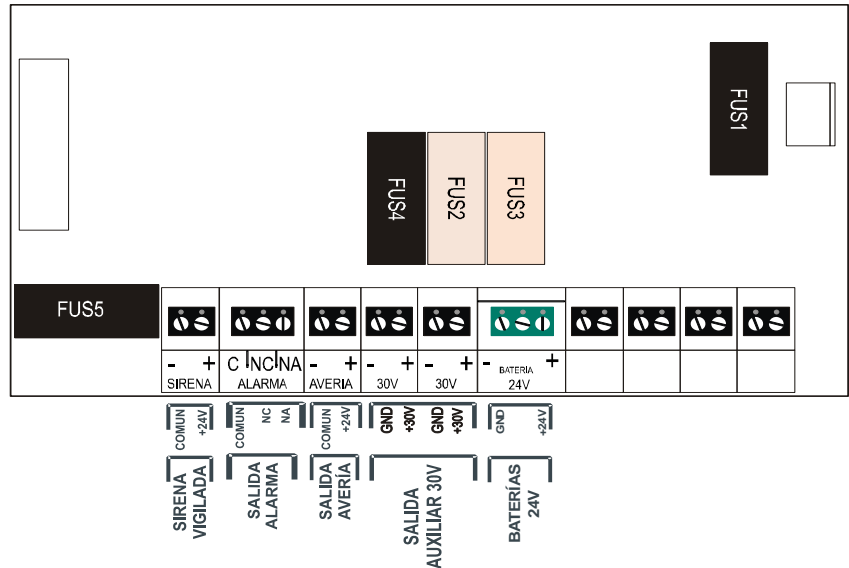 FUS1
FUS4
FUS2
FUS3
FUS5
- +
C NC NA
- +
- +
- +
- BATERIA +
SIRENA
ALARMA
AVERIA
30V
30V
24V
COMUN
+24V
COMUN
NC
NA
COMUN
+24V
GND
+30V
GND
+30V
GND
+24V
SIRENA
VIGILADA
SALIDA
ALARMA
SALIDA
AVERÍA
SALIDA
AUXILIAR 30V
BATERÍAS
24V